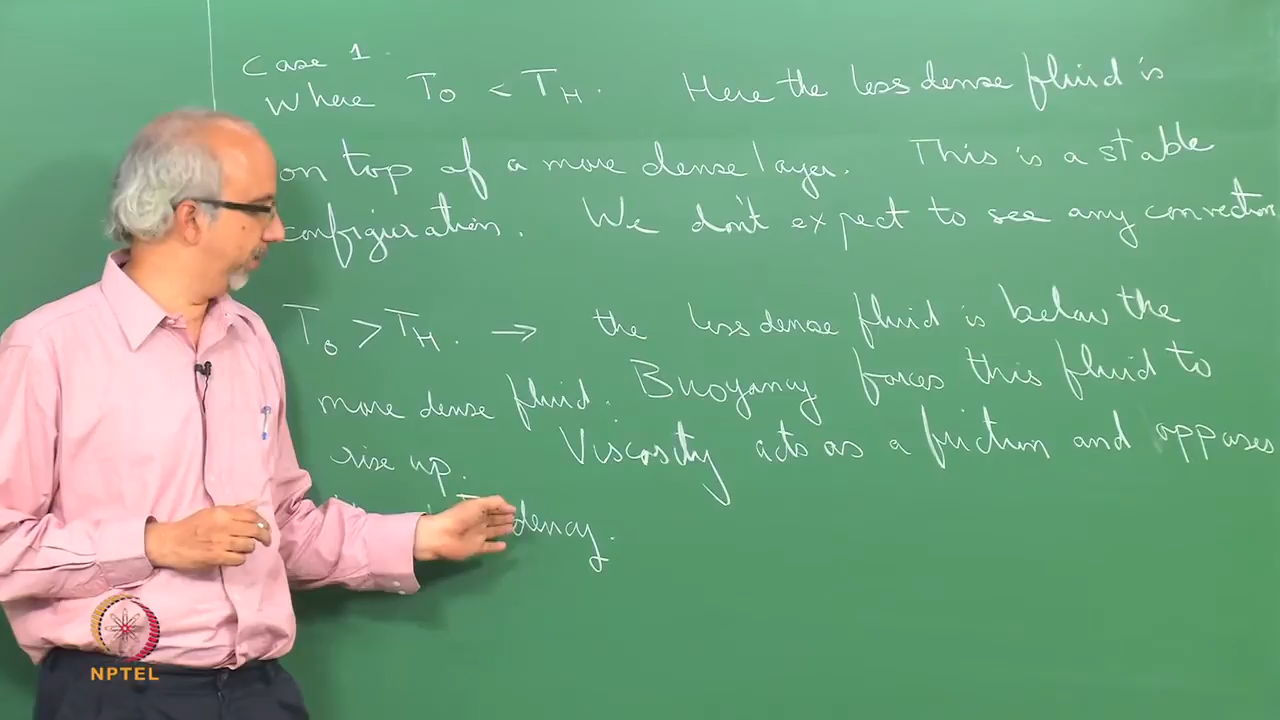 Case 1.
Where T₀ < T_H. Here the less dense fluid is
on top of a more dense layer. This is a stable
configuration. We don't expect to see any convection
T₀ > T_H. → the less dense fluid is below the
more dense fluid. Buoyancy forces this fluid to
rise up. Viscosity acts as a friction and opposes
dency.
NPTEL